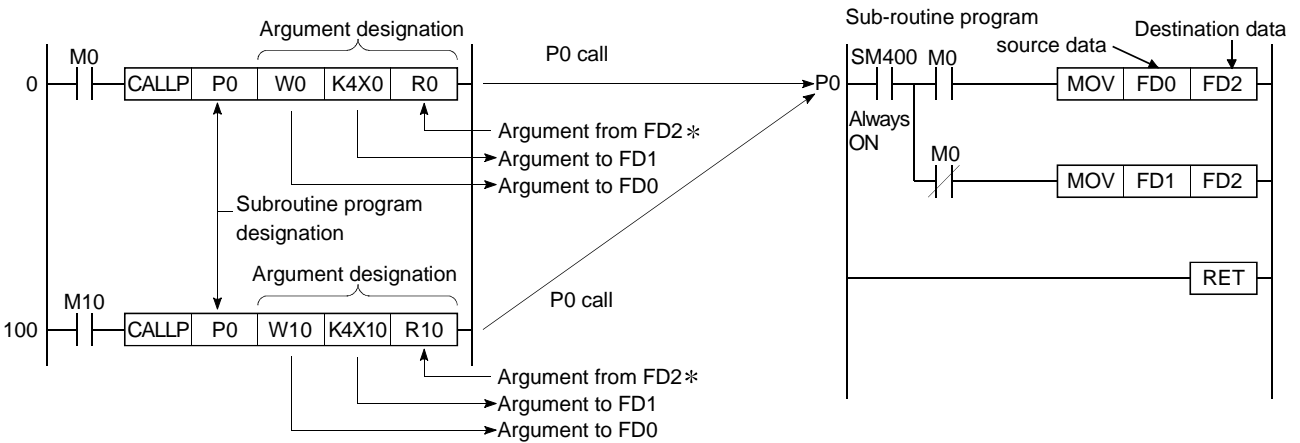 Argument designation
M0
0
CALLP P0 W0 K4X0 R0
P0 call
Argument from FD2*
Argument to FD1
Argument to FD0
Subroutine program
designation
Argument designation
M10
100
CALLP P0 W10 K4X10 R10
P0 call
Argument from FD2*
Argument to FD1
Argument to FD0
Sub-routine program
source data
Destination data
P0
SM400 M0
MOV FD0 FD2
Always
ON
M0
MOV FD1 FD2
RET